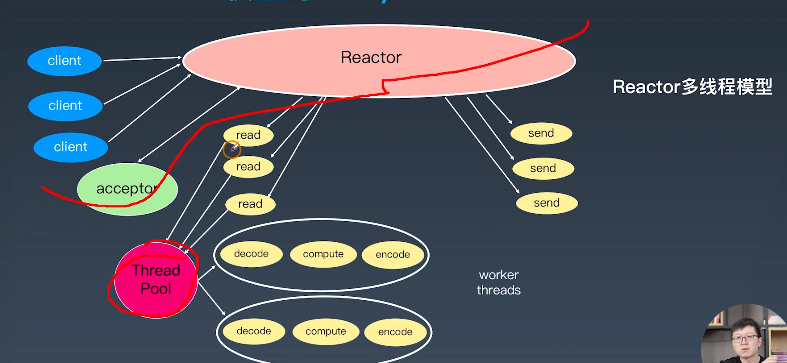 Reactor
client
client
client
Reactor多线程模型
acceptor
read
read
read
send
send
send
Thread
Pool
decode
compute
encode
worker
threads
decode
compute
encode